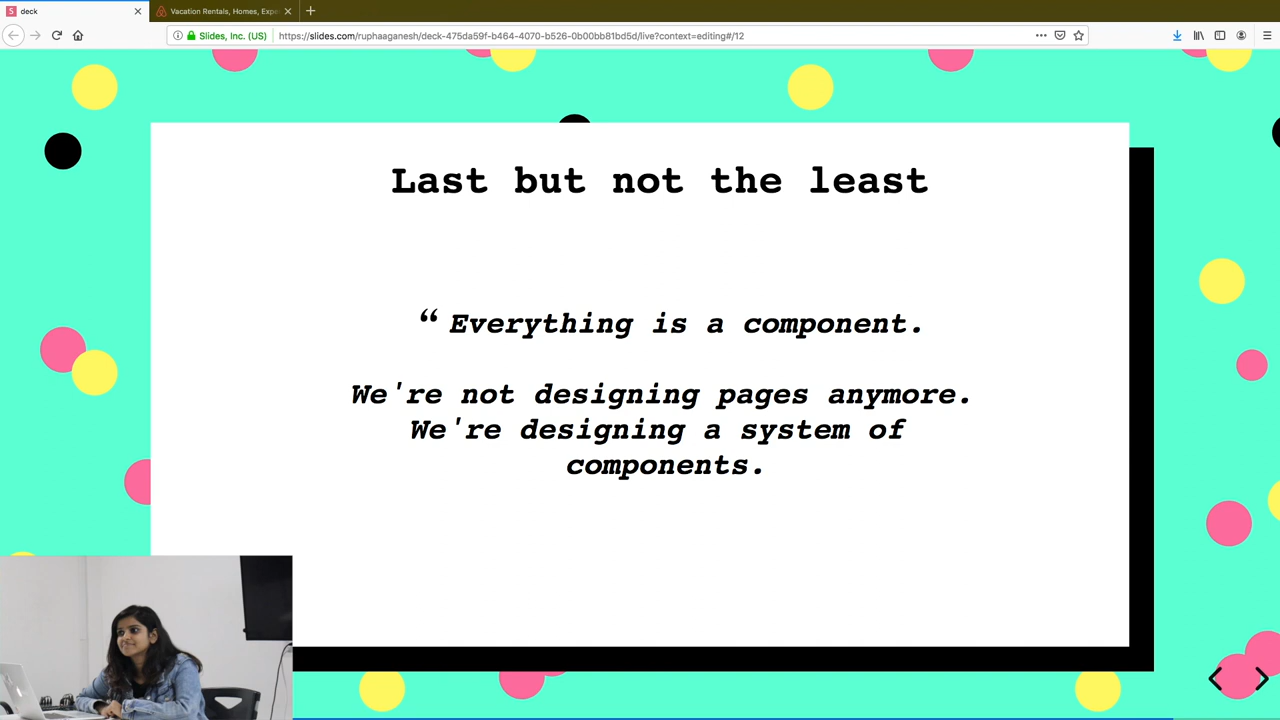 deck
Vacation Rentals, Homes, Expe
Slides, Inc. (US)
https://slides.com/ruphaaganesh/deck-475da59f-b464-4070-b526-0b00bb81bd5d/live?context=editing#/12
Last but not the least
“ Everything is a component.
We're not designing pages anymore.
We're designing a system of
components.